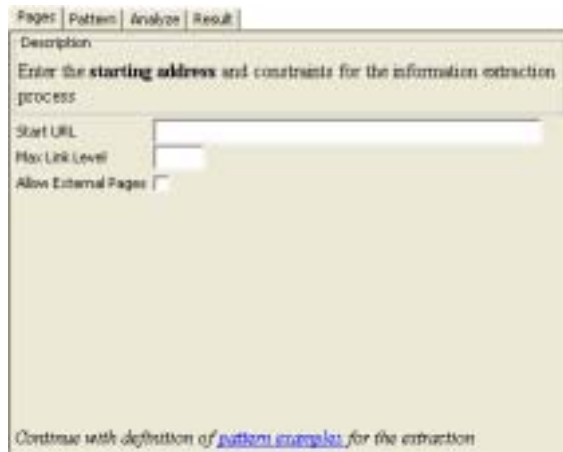 Pages Pattern Analyze Result
Description
Enter the starting address and constraints for the information extraction
process
Start URL
Max Link Level
Allow External Pages
Continue with definition of pattern examples for the extraction